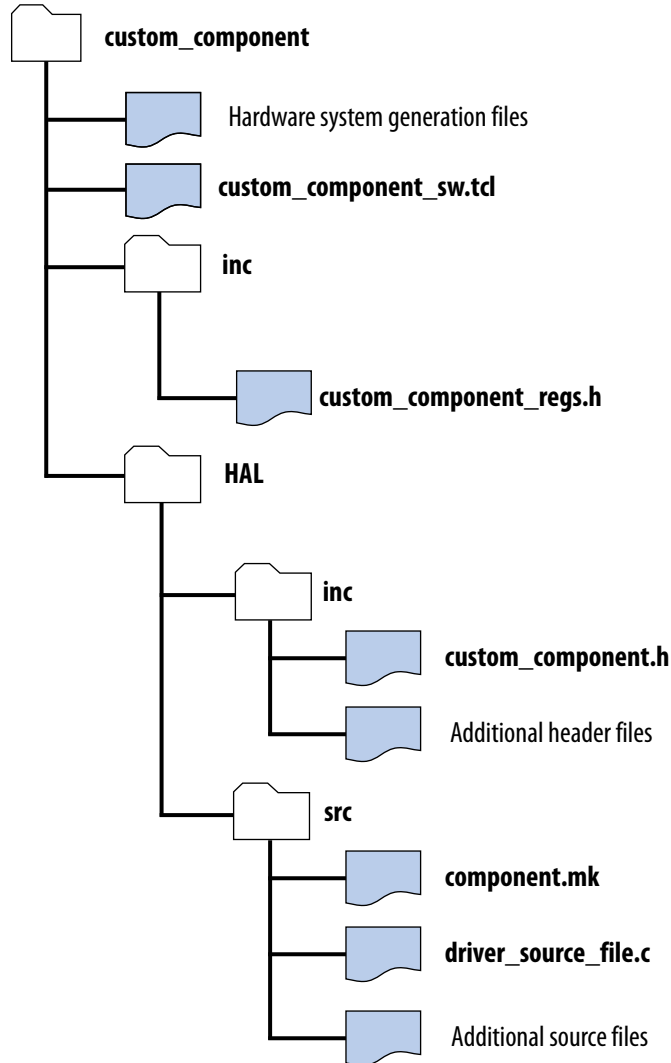 custom_component
Hardware system generation files
custom_component_sw.tcl
inc
custom_component_regs.h
HAL
inc
custom_component.h
Additional header files
src
component.mk
driver_source_file.c
Additional source files